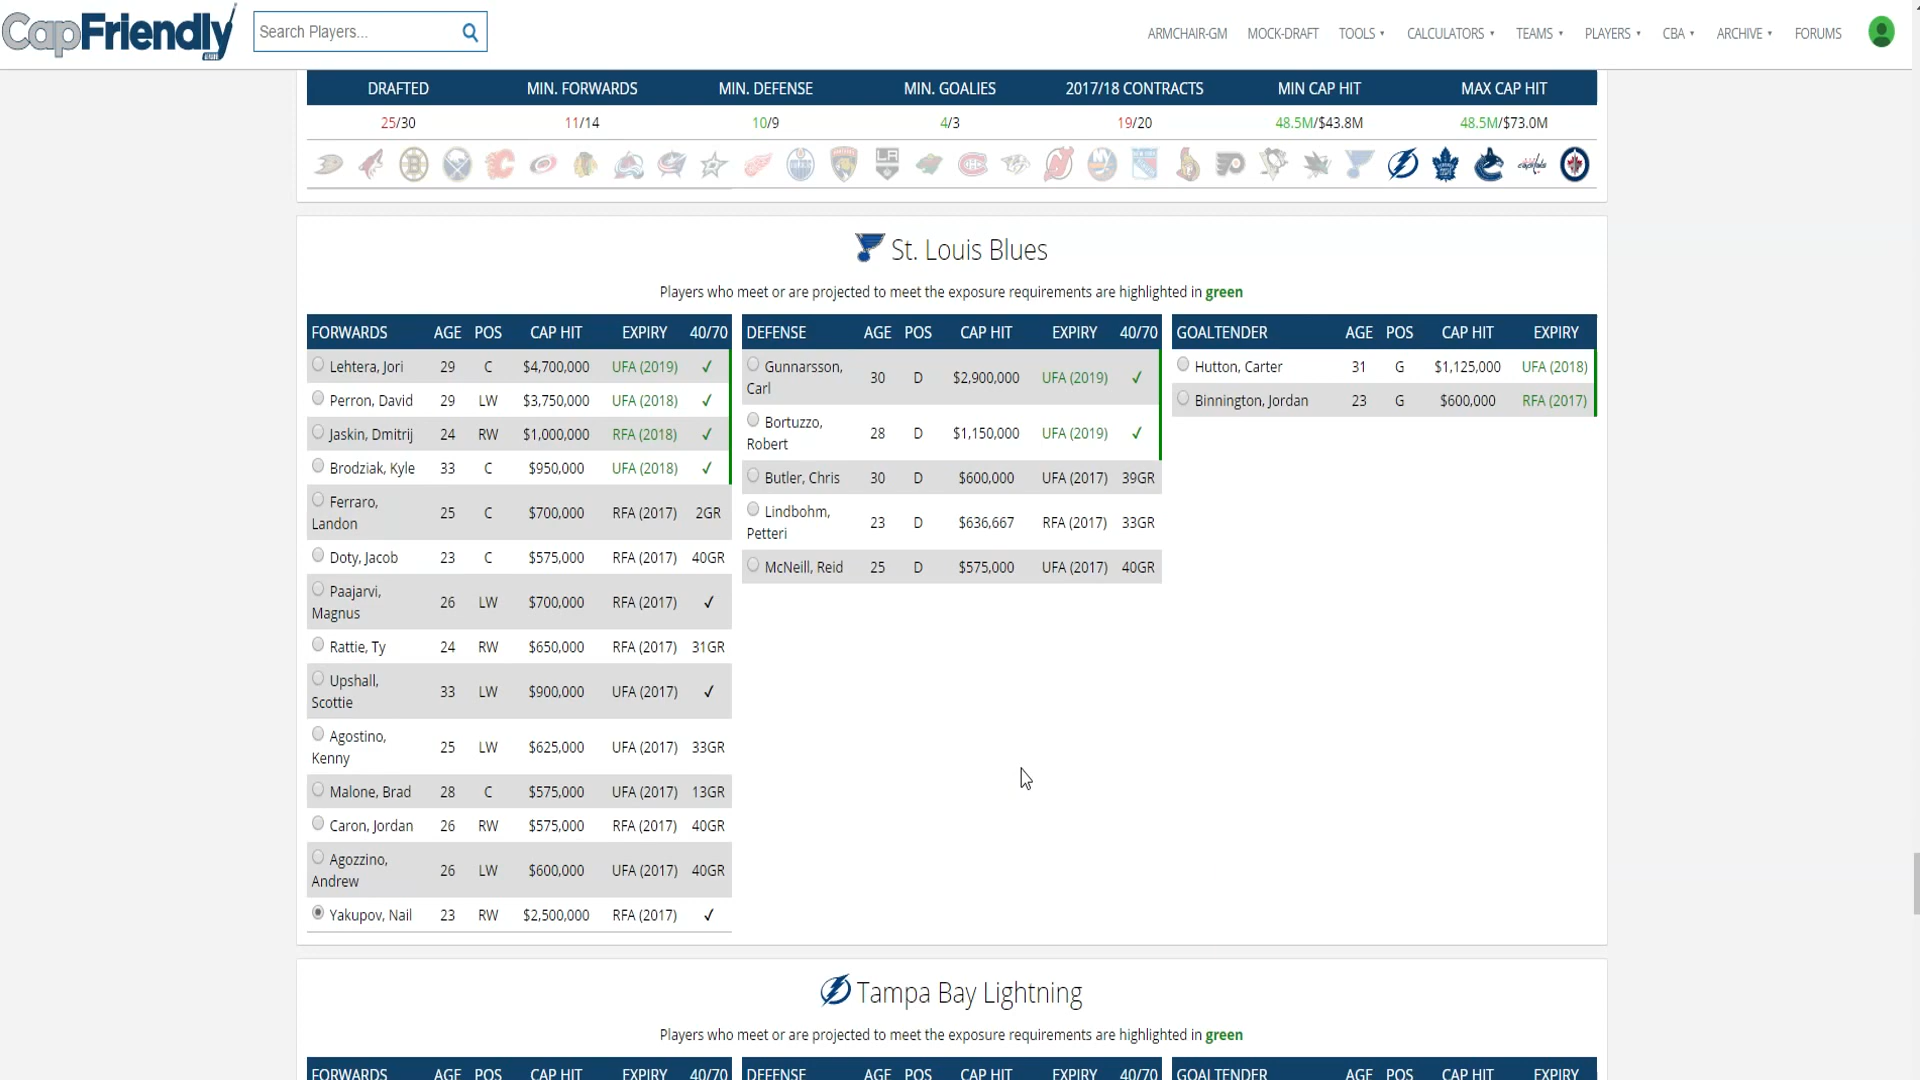 CapFriendly
Search Players...
ARMCHAIR-GM MOCK-DRAFT TOOLS CALCULATORS TEAMS PLAYERS CBA ARCHIVE FORUMS
DRAFTED MIN. FORWARDS MIN. DEFENSE MIN. GOALIES 2017/18 CONTRACTS MIN CAP HIT MAX CAP HIT
25/30 11/14 10/9 4/3 19/20 48.5M/$43.8M 48.5M/$73.0M
St. Louis Blues
Players who meet or are projected to meet the exposure requirements are highlighted in green
FORWARDS AGE POS CAP HIT EXPIRY 40/70
Lehtera, Jori 29 C $4,700,000 UFA (2019) ✓
Perron, David 29 LW $3,750,000 UFA (2018) ✓
Jaskin, Dmitrij 24 RW $1,000,000 RFA (2018) ✓
Brodziak, Kyle 33 C $950,000 UFA (2018) ✓
Ferraro,
Landon 25 C $700,000 RFA (2017) 2GR
Doty, Jacob 23 C $575,000 RFA (2017) 40GR
Paajarvi,
Magnus 26 LW $700,000 RFA (2017) ✓
Rattie, Ty 24 RW $650,000 RFA (2017) 31GR
Upshall,
Scottie 33 LW $900,000 UFA (2017) ✓
Agostino,
Kenny 25 LW $625,000 UFA (2017) 33GR
Malone, Brad 28 C $575,000 UFA (2017) 13GR
Caron, Jordan 26 RW $575,000 RFA (2017) 40GR
Agozzino,
Andrew 26 LW $600,000 UFA (2017) 40GR
Yakupov, Nail 23 RW $2,500,000 RFA (2017) ✓
DEFENSE AGE POS CAP HIT EXPIRY 40/70
Gunnarsson,
Carl 30 D $2,900,000 UFA (2019) ✓
Bortuzzo,
Robert 28 D $1,150,000 UFA (2019) ✓
Butler, Chris 30 D $600,000 UFA (2017) 39GR
Lindbohm,
Petteri 23 D $636,667 RFA (2017) 33GR
McNeill, Reid 25 D $575,000 UFA (2017) 40GR
GOALTENDER AGE POS CAP HIT EXPIRY
Hutton, Carter 31 G $1,125,000 UFA (2018)
Binnington, Jordan 23 G $600,000 RFA (2017)
Tampa Bay Lightning
Players who meet or are projected to meet the exposure requirements are highlighted in green
FORWARDS AGE POS CAP HIT EXPIRY 40/70
DEFENSE AGE POS CAP HIT EXPIRY 40/70
GOALTENDER AGE POS CAP HIT EXPIRY